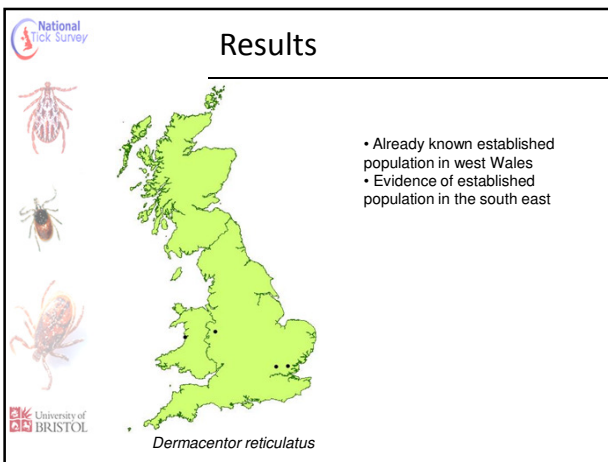 National
Tick Survey
Results
• Already known established
population in west Wales
• Evidence of established
population in the south east
University of
BRISTOL
Dermacentor reticulatus